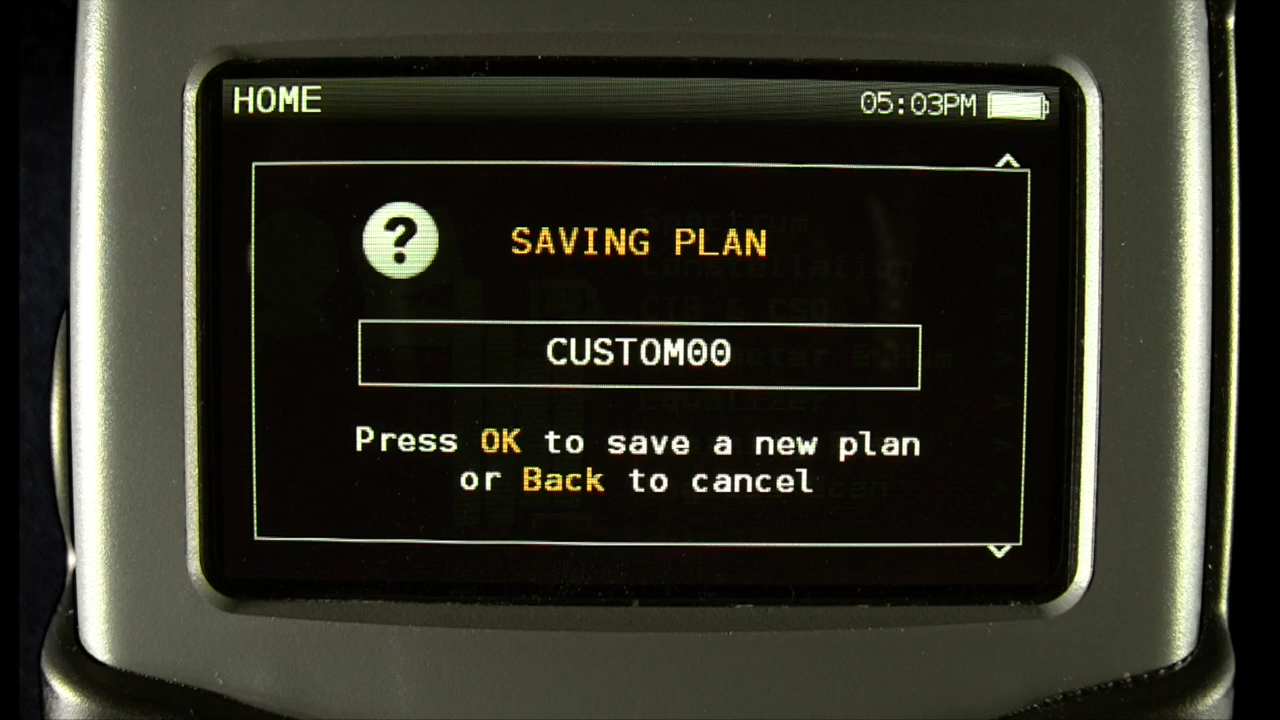 HOME
05:03PM
?
SAVING PLAN
CUSTOM00
Press OK to save a new plan
or Back to cancel